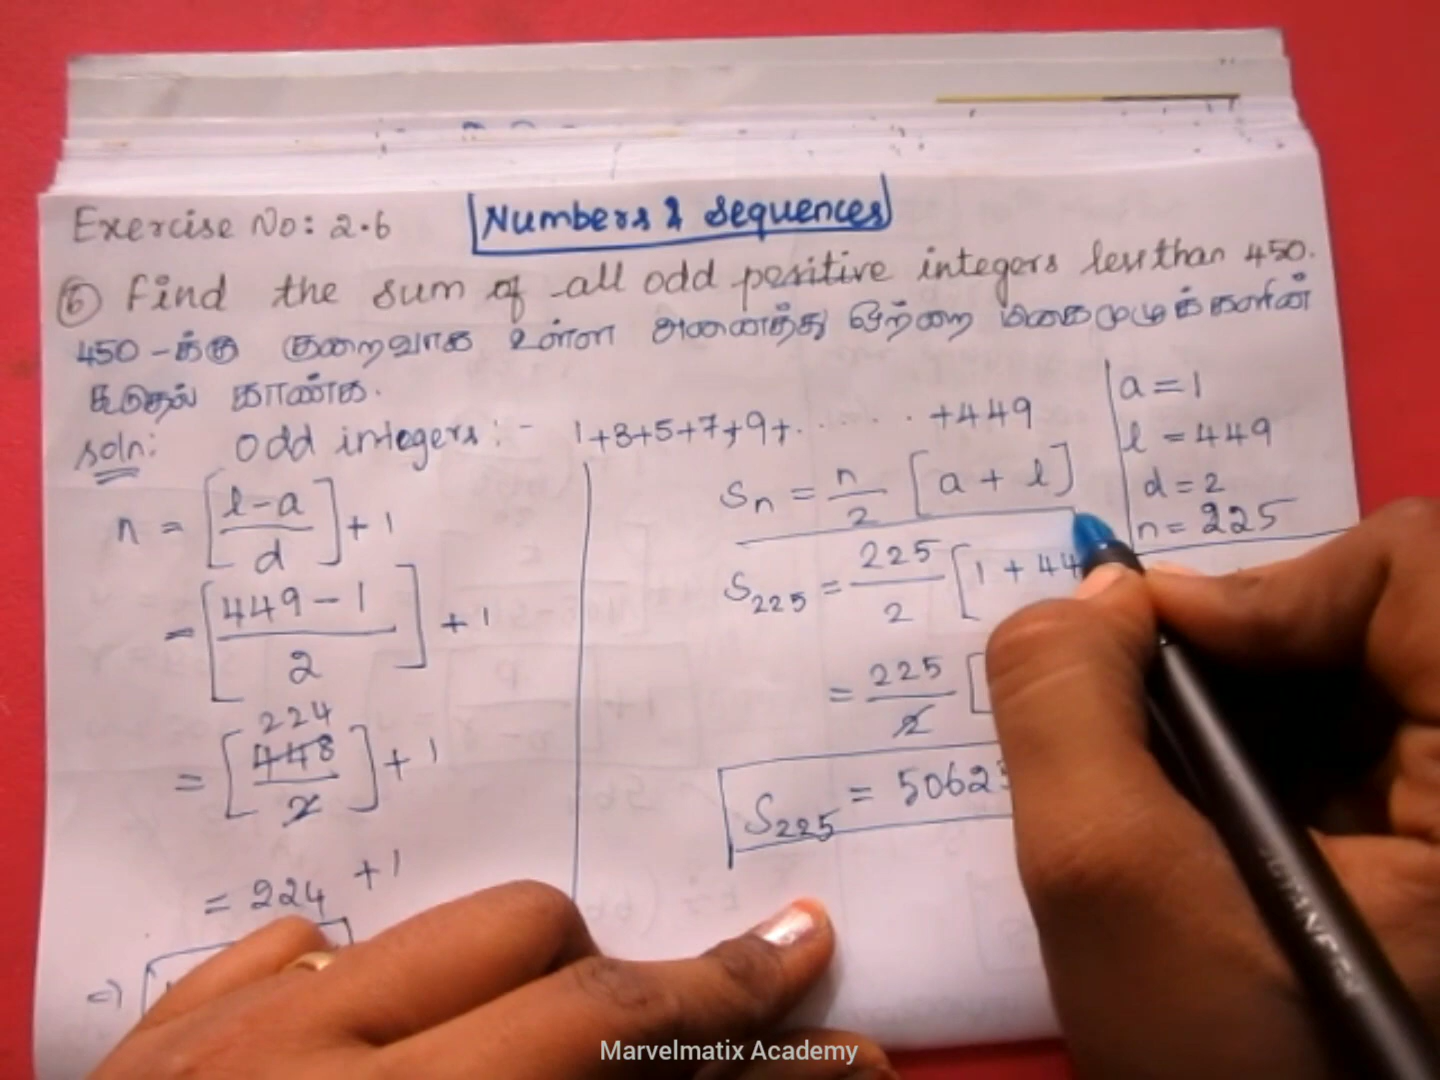 Exercise No: 2.6
Numbers & Sequences
⑥ Find the sum of all odd positive integers less than 450.
450-க்கு குறைவாக உள்ள அனைத்து ஒற்றை மிகை முழுக்களின்
கூடுதல் காண்க.
soln: Odd integers:- 1+3+5+7+9+...... +449
n = [l-a/d] + 1
= [449-1/2] + 1
= [448/2] + 1
224
= 224 + 1
=>
Sn = n/2 [a + l]
S225 = 225/2 [1 + 44
= 225/2 [
S225 = 5062
a = 1
l = 449
d = 2
n = 225
Marvelmatix Academy